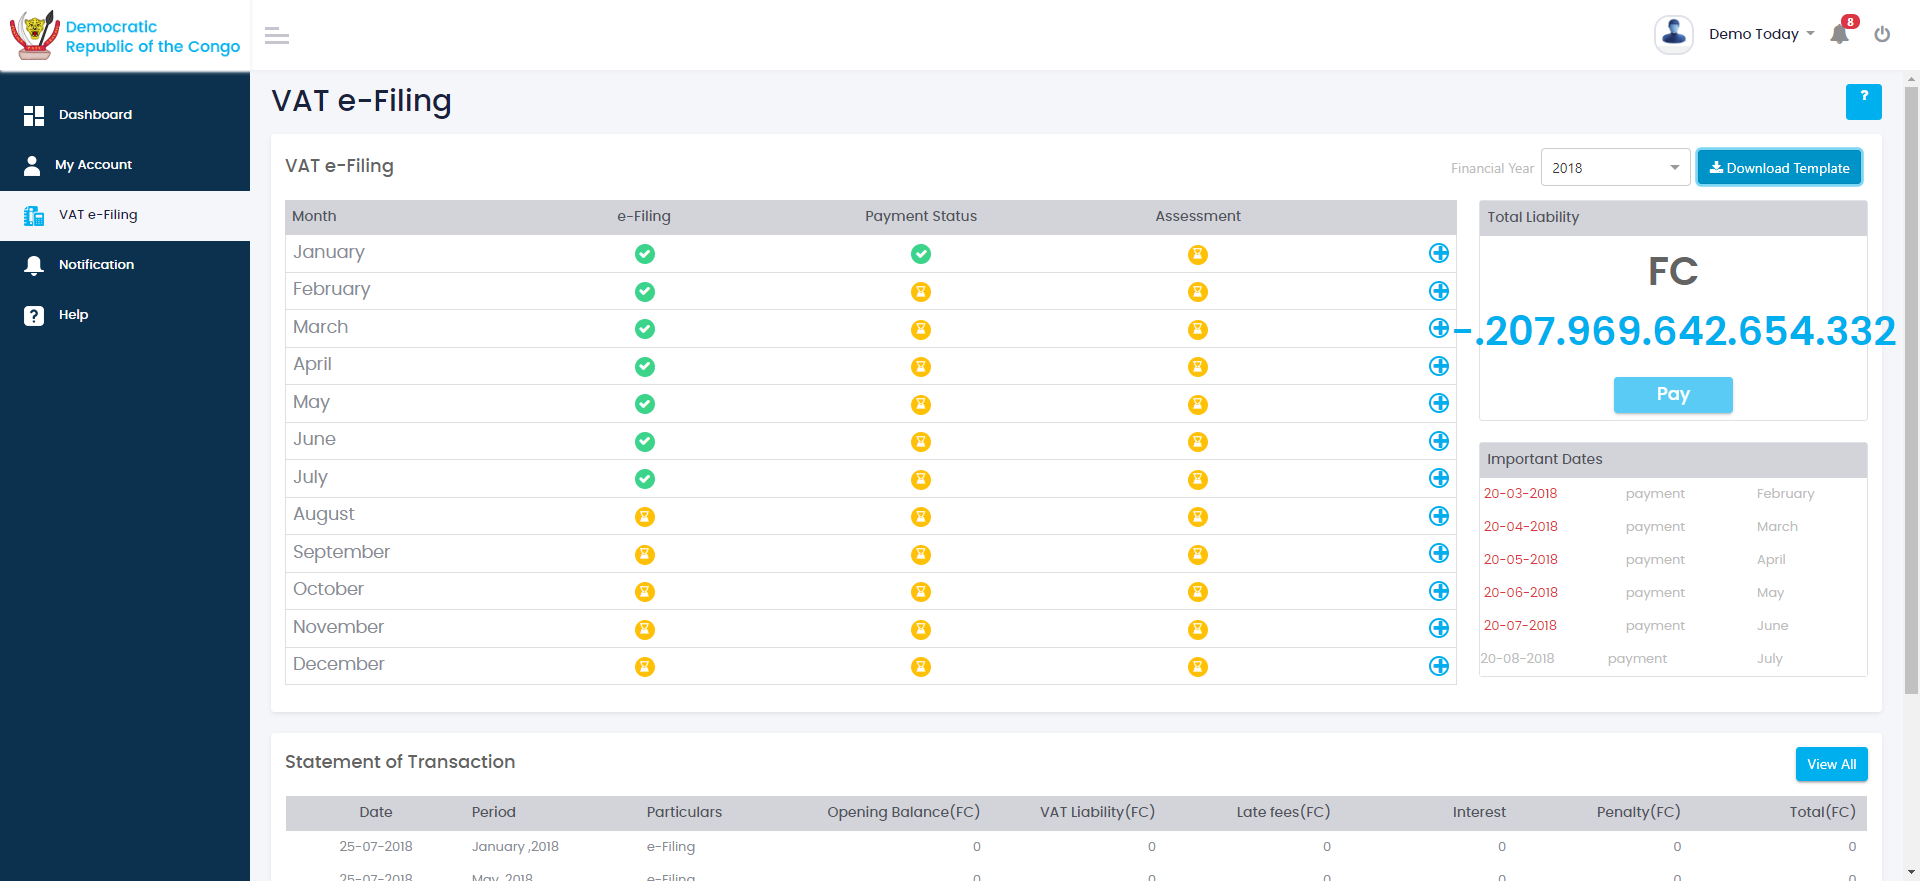 Democratic
Republic of the Congo
Demo Today
8
Dashboard
My Account
VAT e-Filing
Notification
Help
VAT e-Filing
?
VAT e-Filing
Financial Year 2018 Download Template
Month e-Filing Payment Status Assessment
January
February
March
April
May
June
July
August
September
October
November
December
Total Liability
FC
-.207.969.642.654.332
Pay
Important Dates
20-03-2018 payment February
20-04-2018 payment March
20-05-2018 payment April
20-06-2018 payment May
20-07-2018 payment June
20-08-2018 payment July
Statement of Transaction
View All
Date Period Particulars Opening Balance(FC) VAT Liability(FC) Late fees(FC) Interest Penalty(FC) Total(FC)
25-07-2018 January ,2018 e-Filing 0 0 0 0 0 0
25-07-2018 May, 2018 e-Filing 0 0 0 0 0 0